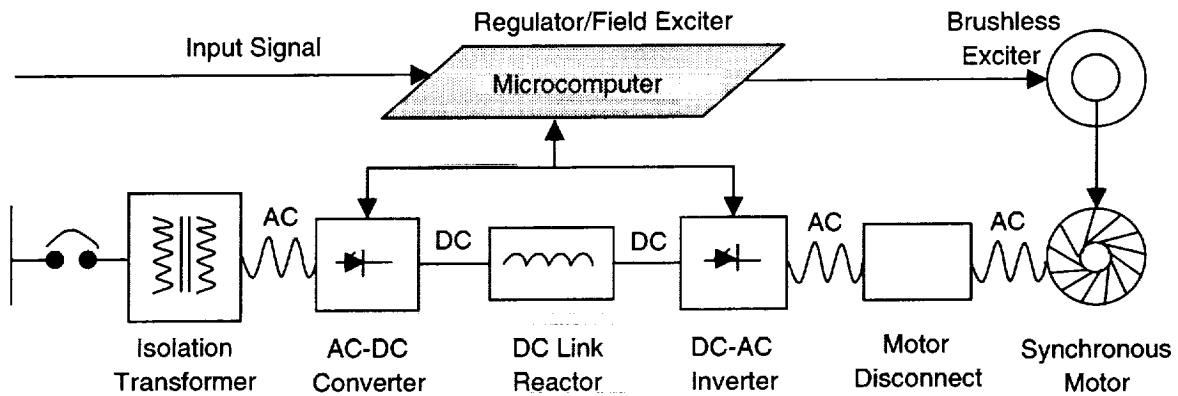 Regulator/Field Exciter
Input Signal
Brushless
Exciter
Microcomputer
AC
DC
DC
AC
AC
Isolation
Transformer
AC-DC
Converter
DC Link
Reactor
DC-AC
Inverter
Motor
Disconnect
Synchronous
Motor